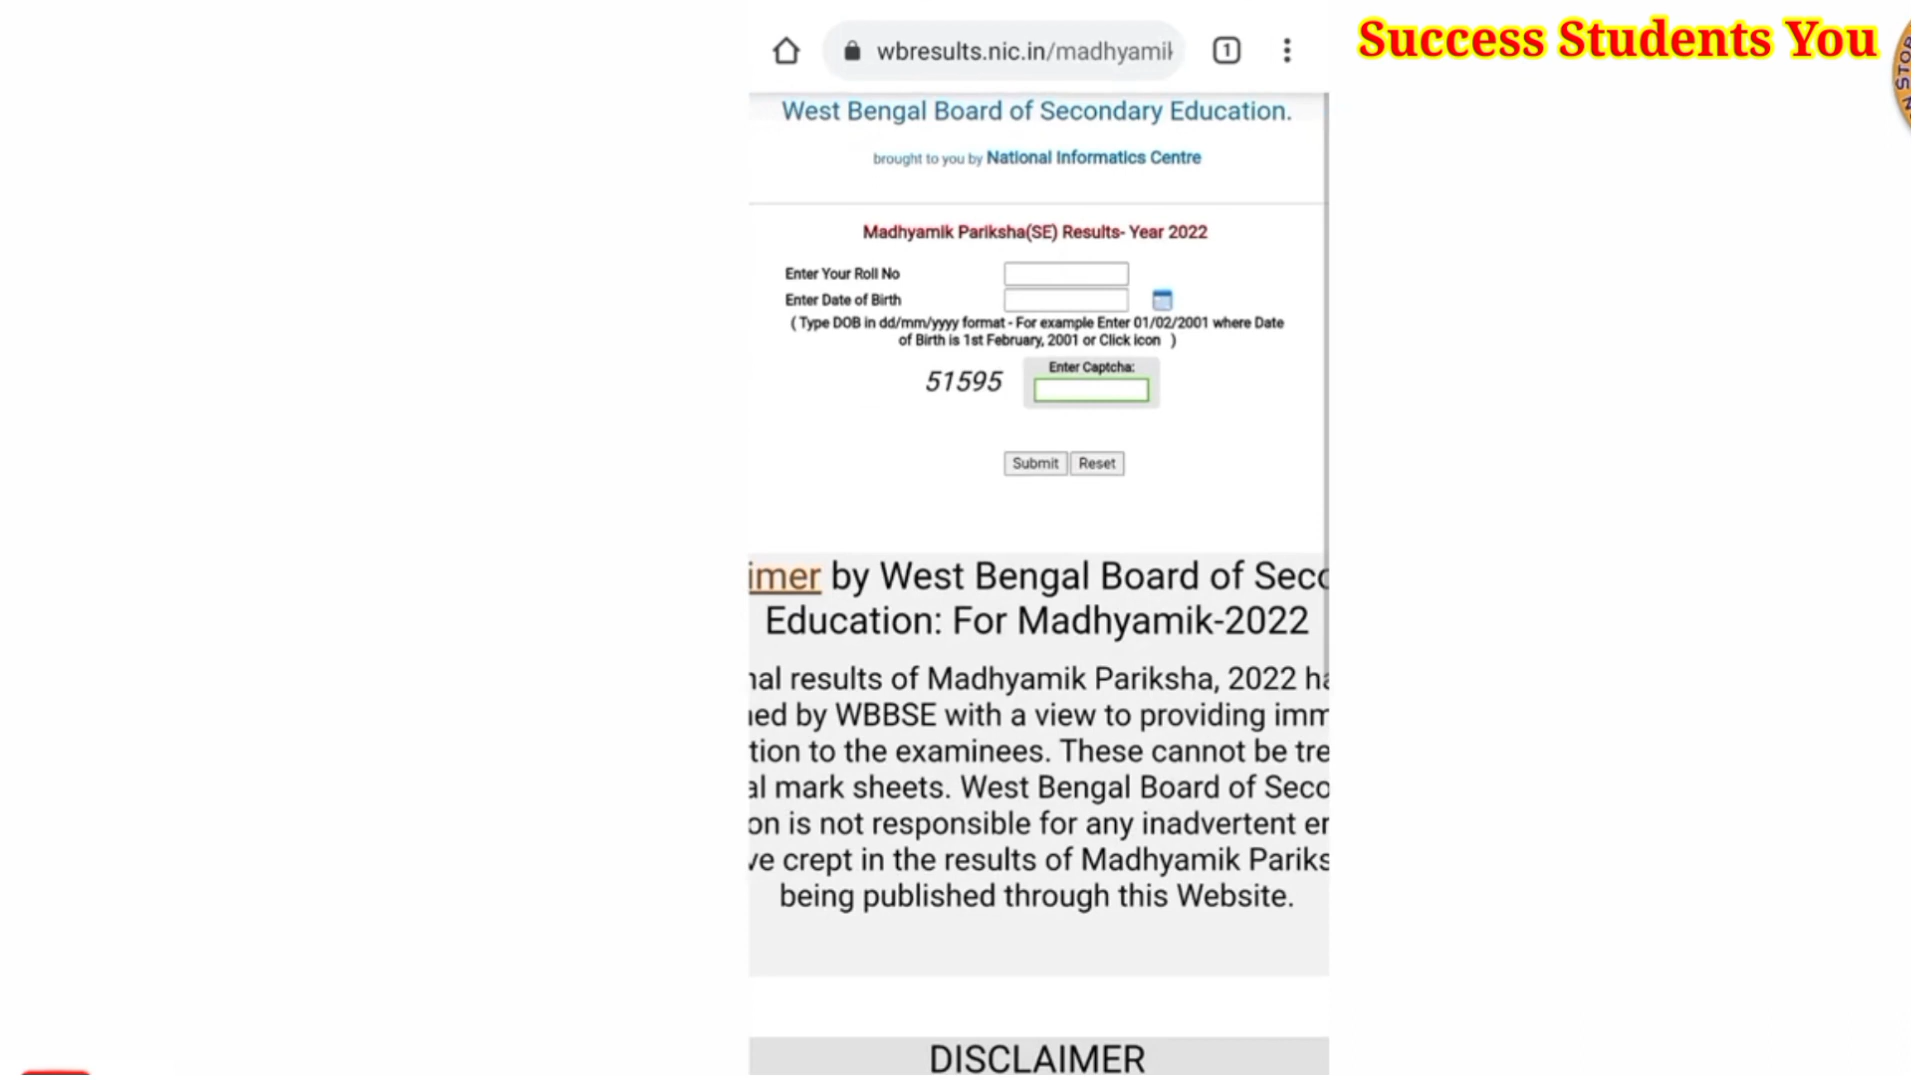 wbresults.nic.in/madhyamik
1
Success Students You
STOP
West Bengal Board of Secondary Education.
brought to you by National Informatics Centre
Madhyamik Pariksha(SE) Results- Year 2022
Enter Your Roll No
Enter Date of Birth
( Type DOB in dd/mm/yyyy format - For example Enter 01/02/2001 where Date
of Birth is 1st February, 2001 or Click icon )
Enter Captcha:
51595
Submit Reset
imer by West Bengal Board of Seco
Education: For Madhyamik-2022
nal results of Madhyamik Pariksha, 2022 ha
ned by WBBSE with a view to providing imm
tion to the examinees. These cannot be tre
al mark sheets. West Bengal Board of Seco
on is not responsible for any inadvertent er
ve crept in the results of Madhyamik Pariks
being published through this Website.
DISCLAIMER